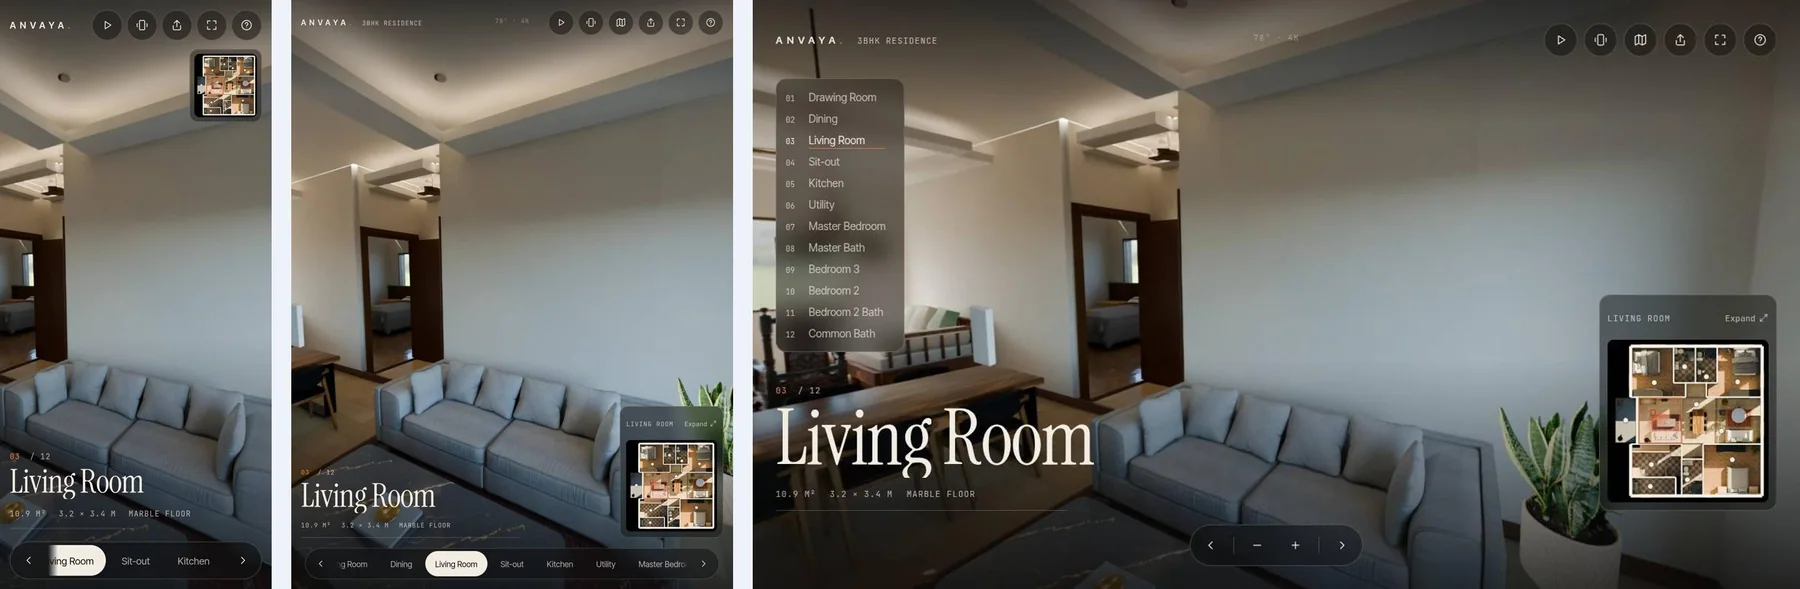 ANVAYA.
03 / 12
Living Room
10.9 M² 3.2 × 3.4 M MARBLE FLOOR
ving Room Sit-out Kitchen
ANVAYA. 3BHK RESIDENCE
78° · 4K
LIVING ROOM Expand
03 / 12
Living Room
10.9 M² 3.2 × 3.4 M MARBLE FLOOR
ng Room Dining Living Room Sit-out Kitchen Utility Master Bedro
ANVAYA. 3BHK RESIDENCE
78° · 4K
01 Drawing Room
02 Dining
03 Living Room
04 Sit-out
05 Kitchen
06 Utility
07 Master Bedroom
08 Master Bath
09 Bedroom 3
10 Bedroom 2
11 Bedroom 2 Bath
12 Common Bath
LIVING ROOM Expand
03 / 12
Living Room
10.9 M² 3.2 × 3.4 M MARBLE FLOOR